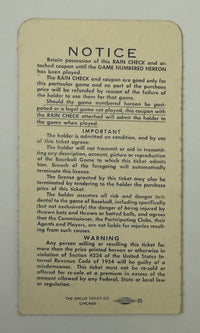 NOTICE
Retain possession of this RAIN CHECK and at-
tached coupon until the GAME NUMBERED HEREON
has been played.
The RAIN CHECK and coupon are good only for
this particular game and no part of the purchase
price will be refunded by reason of failure of
the holder to use them for that game.
Should the game numbered hereon be post-
poned or a legal game not played, this coupon with
the RAIN CHECK attached will admit the holder to
the game when played.
IMPORTANT
The holder is admitted on condition, and by use
of this ticket agrees:
The holder will not transmit or aid in transmit-
ting any description, account, picture or reproduction
of the Baseball Game to which this ticket admits
him. Breach of the foregoing will automatically
terminate this license.
The license granted by this ticket may also be
terminated by tendering to the holder the purchase
price of this ticket.
The holder assumes all risk and danger inci-
dental to the game of Baseball, including specifically
(but not exclusively) the danger of being injured by
thrown bats and thrown or batted balls, and agrees
that the Commissioner, the Participating Clubs, their
Agents and Players, are not liable for injuries result-
ing from such causes.
WARNING
Any person selling or reselling this ticket for
more than the price printed hereon or otherwise in
violation of Section 4234 of the United States In-
ternal Revenue Code of 1954 will be guilty of a
misdemeanor. This ticket must not be resold or
offered for resale at a premium in excess of the
amount allowed by any Federal, State or local law
or regulation.
THE ARCUS TICKET CO.
CHICAGO